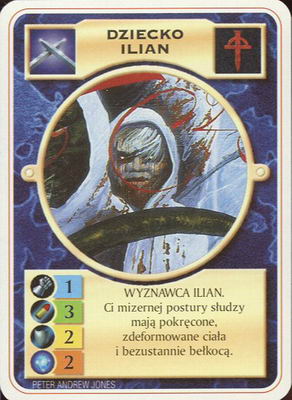 DZIECKO
ILIAN
WYZNAWCA ILIAN.
Ci mizernej postury słudzy
mają pokręcone,
zdeformowane ciała
i bezustannie bełkocą.
1
3
2
2
PETER ANDREW JONES